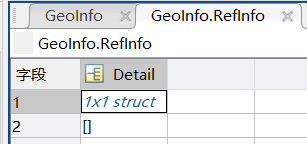 GeoInfo GeoInfo.RefInfo
GeoInfo.RefInfo
字段 Detail
1 1x1 struct
2 []